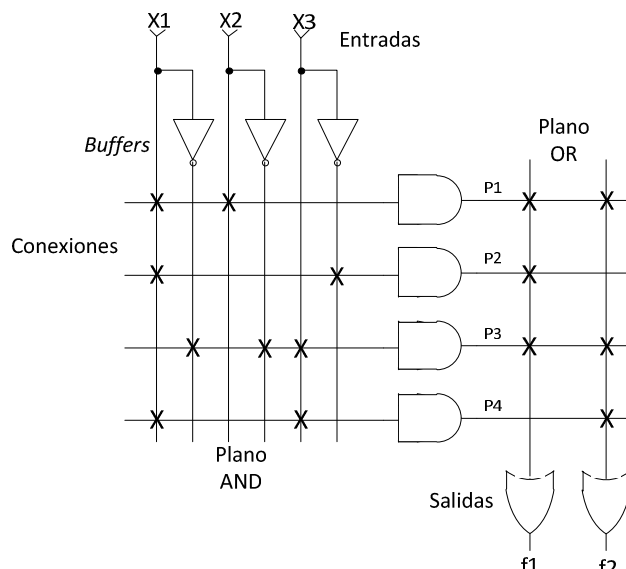 X1
X2
X3
Entradas
Buffers
Plano
OR
P1
Conexiones
P2
P3
P4
Plano
AND
Salidas
f1
f2